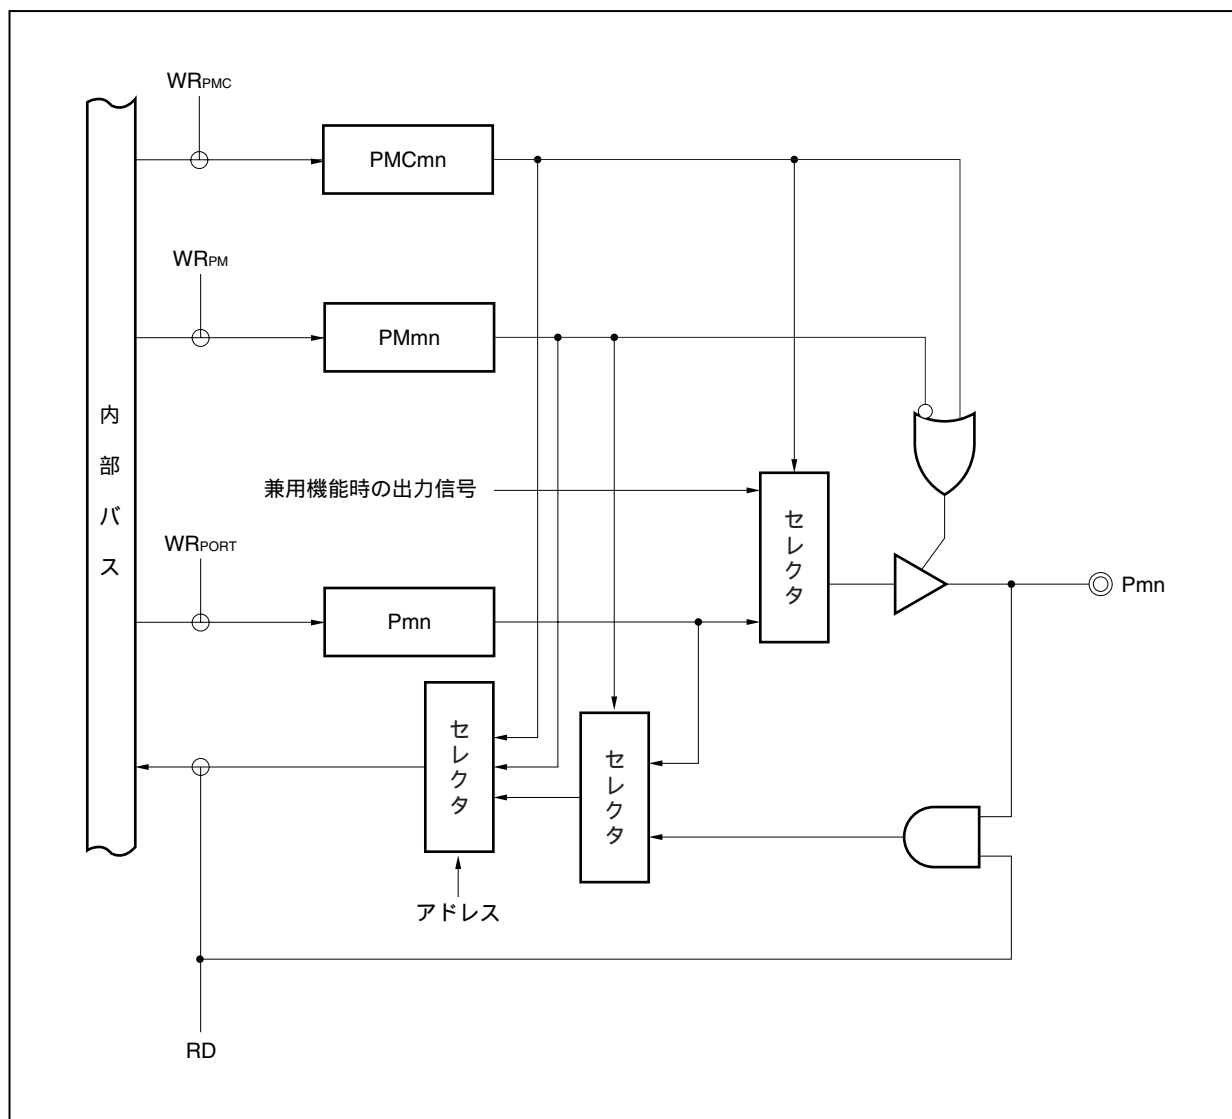 WRPMC
PMCmn
WRPM
PMmn
内部バス
兼用機能時の出力信号
セレクタ
WRPORT
Pmn
Pmn
セレクタ
セレクタ
アドレス
RD